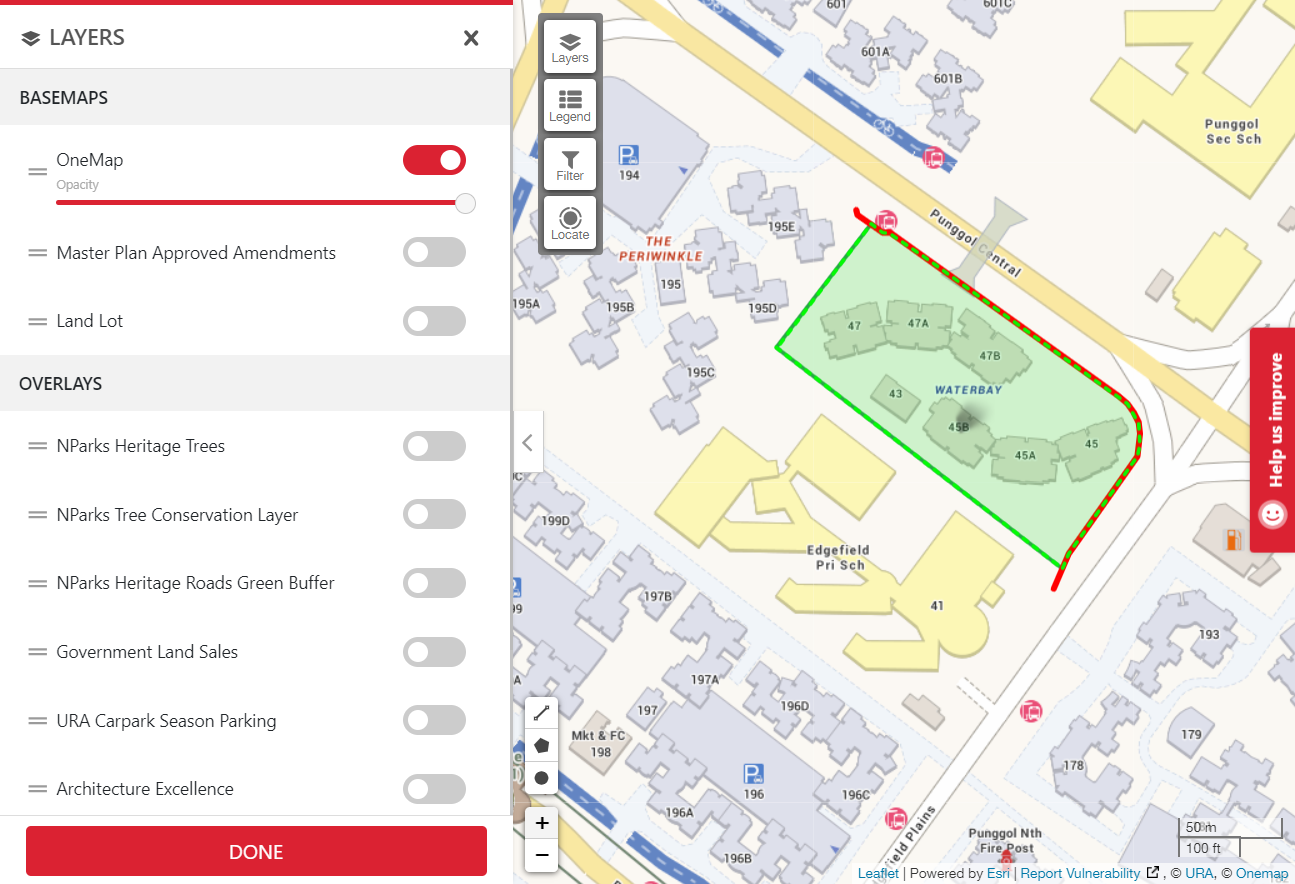 LAYERS
BASEMAPS
OneMap
Opacity
Master Plan Approved Amendments
Land Lot
OVERLAYS
NParks Heritage Trees
NParks Tree Conservation Layer
NParks Heritage Roads Green Buffer
Government Land Sales
URA Carpark Season Parking
Architecture Excellence
DONE
Layers
Legend
Filter
Locate
601
601C
601A
601B
Punggol
Sec Sch
P
194
195E
THE
PERIWINKLE
195
195A
195B
195D
195C
Punggol Central
47
47A
47B
43
WATERBAY
45B
45A
45
Help us improve
199D
Edgefield
Pri Sch
41
197B
99
193
197A
A
197
196D
Mkt & FC
198
179
178
P
196
196C
196A
196B
Punggol Nth
Fire Post
field Plains
+
−
50 m
100 ft
Leaflet | Powered by Esri | Report Vulnerability , © URA, © Onemap